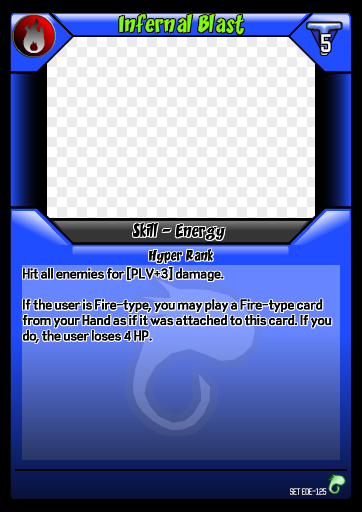 Infernal Blast
5
Skill - Energy
Hyper Rank
Hit all enemies for [PLV+3] damage.
If the user is Fire-type, you may play a Fire-type card
from your Hand as if it was attached to this card. If you
do, the user loses 4 HP.
SET EDE-125